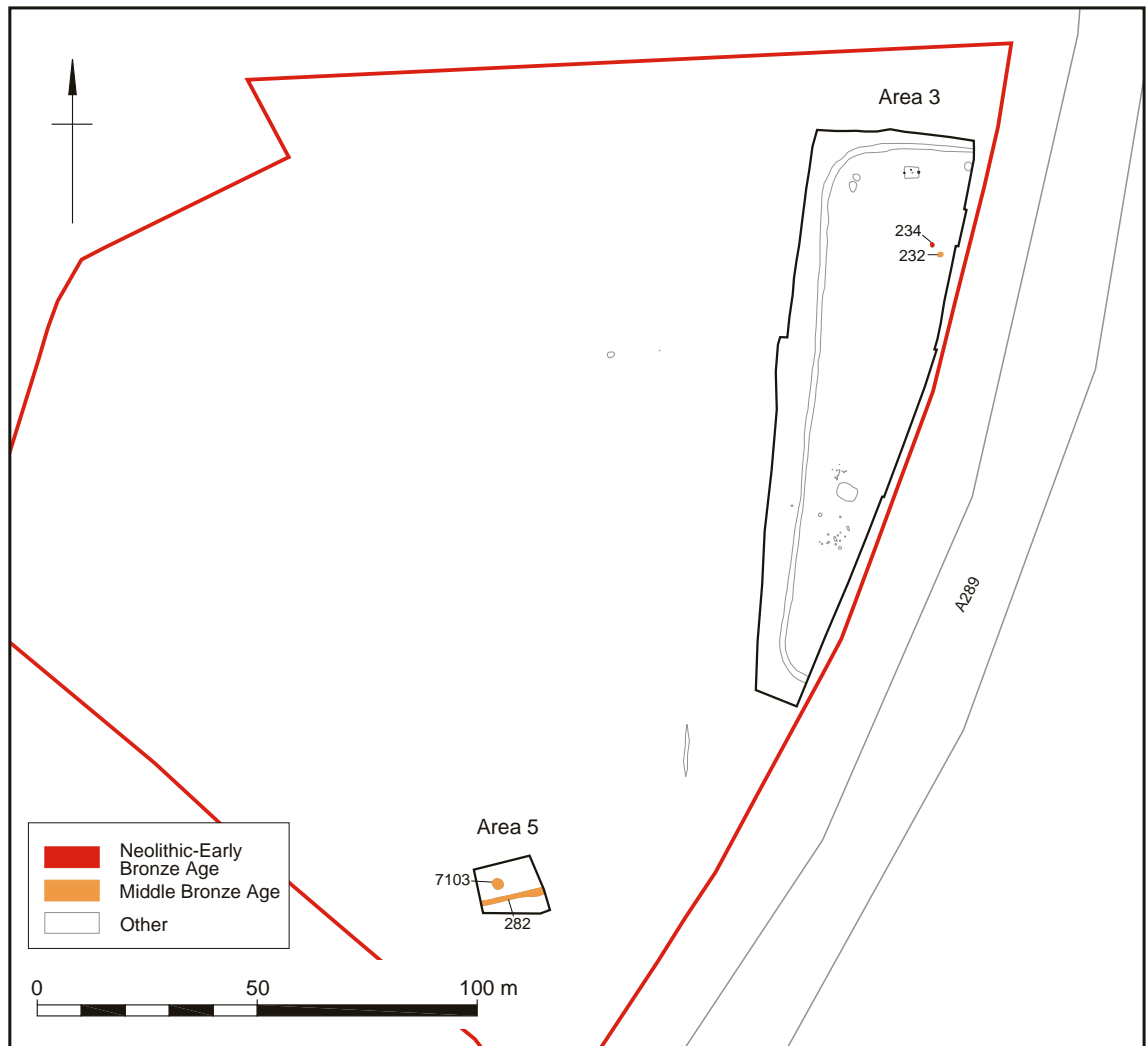 Area 3
234
232
A289
Area 5
7103
282
Neolithic-Early
Bronze Age
Middle Bronze Age
Other
0 50 100 m